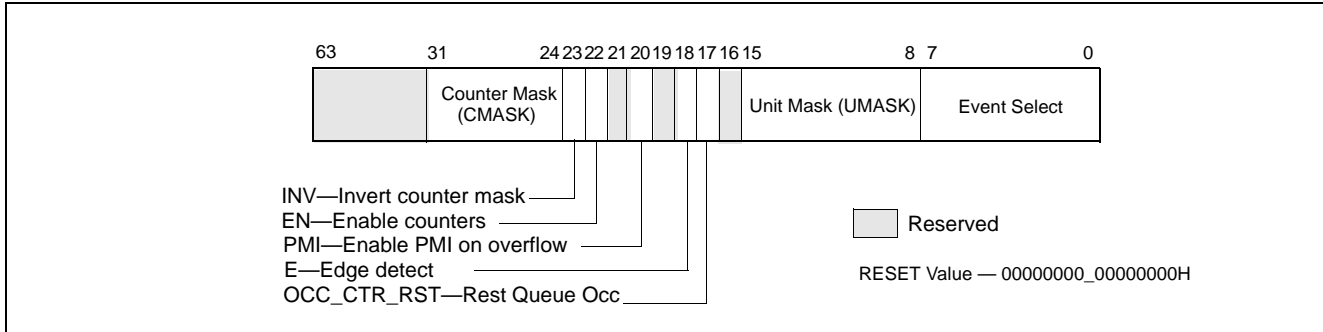 63 31 24 23 22 21 20 19 18 17 16 15 8 7 0
Counter Mask
(CMASK)
Unit Mask (UMASK)
Event Select
INV—Invert counter mask
EN—Enable counters
PMI—Enable PMI on overflow
E—Edge detect
OCC_CTR_RST—Rest Queue Occ
Reserved
RESET Value — 00000000_00000000H